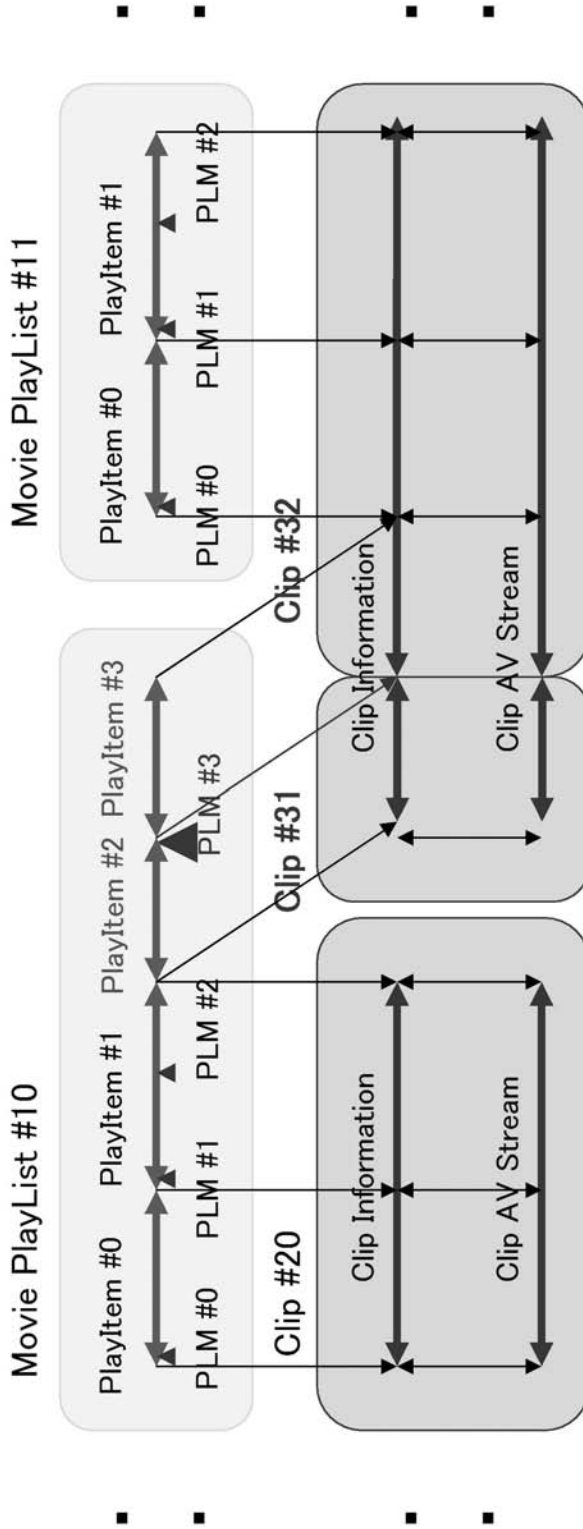 Movie PlayList #10
PlayItem #0
PlayItem #1
PlayItem #2
PlayItem #3
PLM #0
PLM #1
PLM #2
PLM #3
Movie PlayList #11
PlayItem #0
PlayItem #1
PLM #0
PLM #1
PLM #2
Clip #20
Clip Information
Clip AV Stream
Clip #31
Clip #32
Clip Information
Clip AV Stream